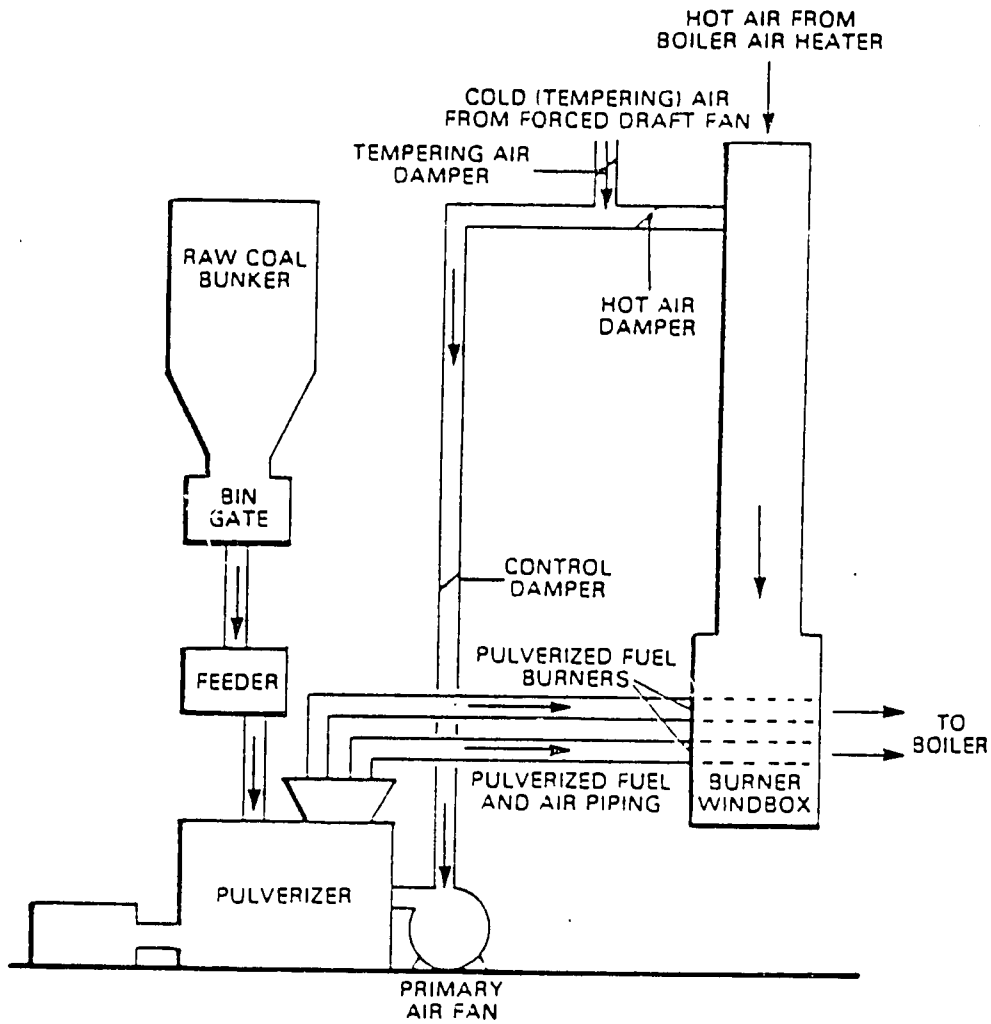 HOT AIR FROM
BOILER AIR HEATER
COLD (TEMPERING) AIR
FROM FORCED DRAFT FAN
TEMPERING AIR
DAMPER
RAW COAL
BUNKER
HOT AIR
DAMPER
BIN
GATE
CONTROL
DAMPER
FEEDER
PULVERIZED FUEL
BURNERS
TO
BOILER
PULVERIZED FUEL
AND AIR PIPING
BURNER
WINDBOX
PULVERIZER
PRIMARY
AIR FAN